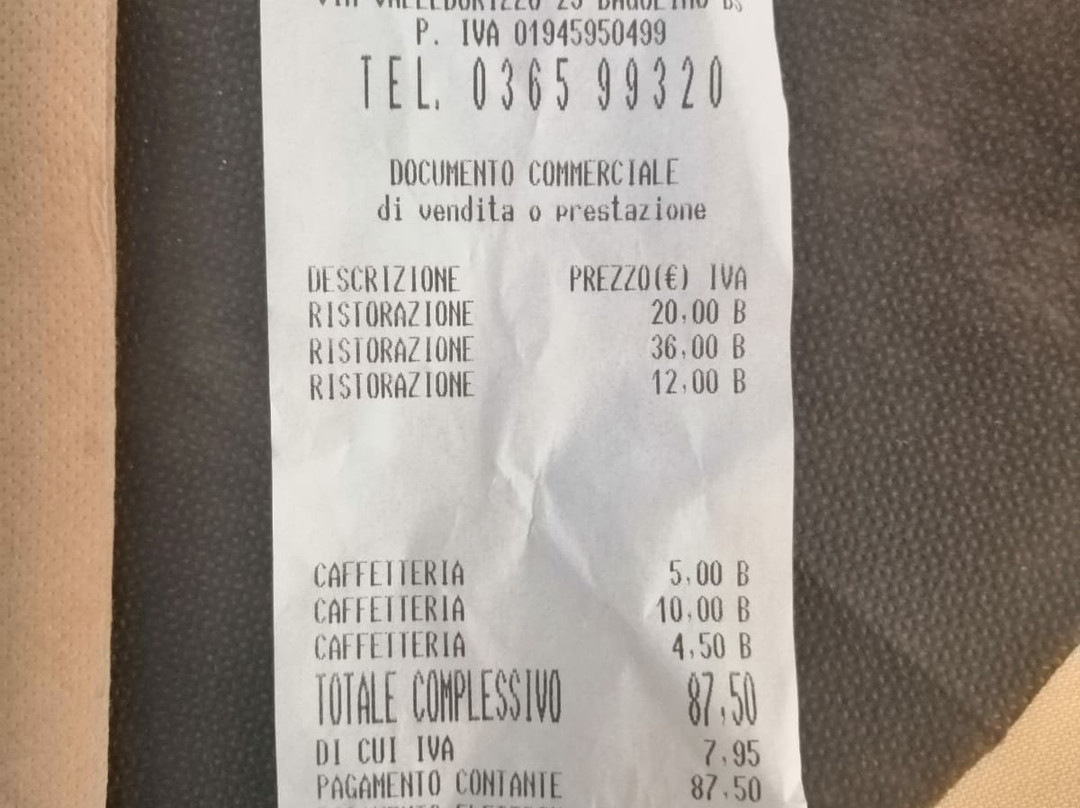 P. IVA 01945950499
TEL. 0365 99320
DOCUMENTO COMMERCIALE
di vendita o prestazione
DESCRIZIONE PREZZO(€) IVA
RISTORAZIONE 20,00 B
RISTORAZIONE 36,00 B
RISTORAZIONE 12,00 B
CAFFETTERIA 5,00 B
CAFFETTERIA 10,00 B
CAFFETTERIA 4,50 B
TOTALE COMPLESSIVO 87,50
DI CUI IVA 7,95
PAGAMENTO CONTANTE 87,50